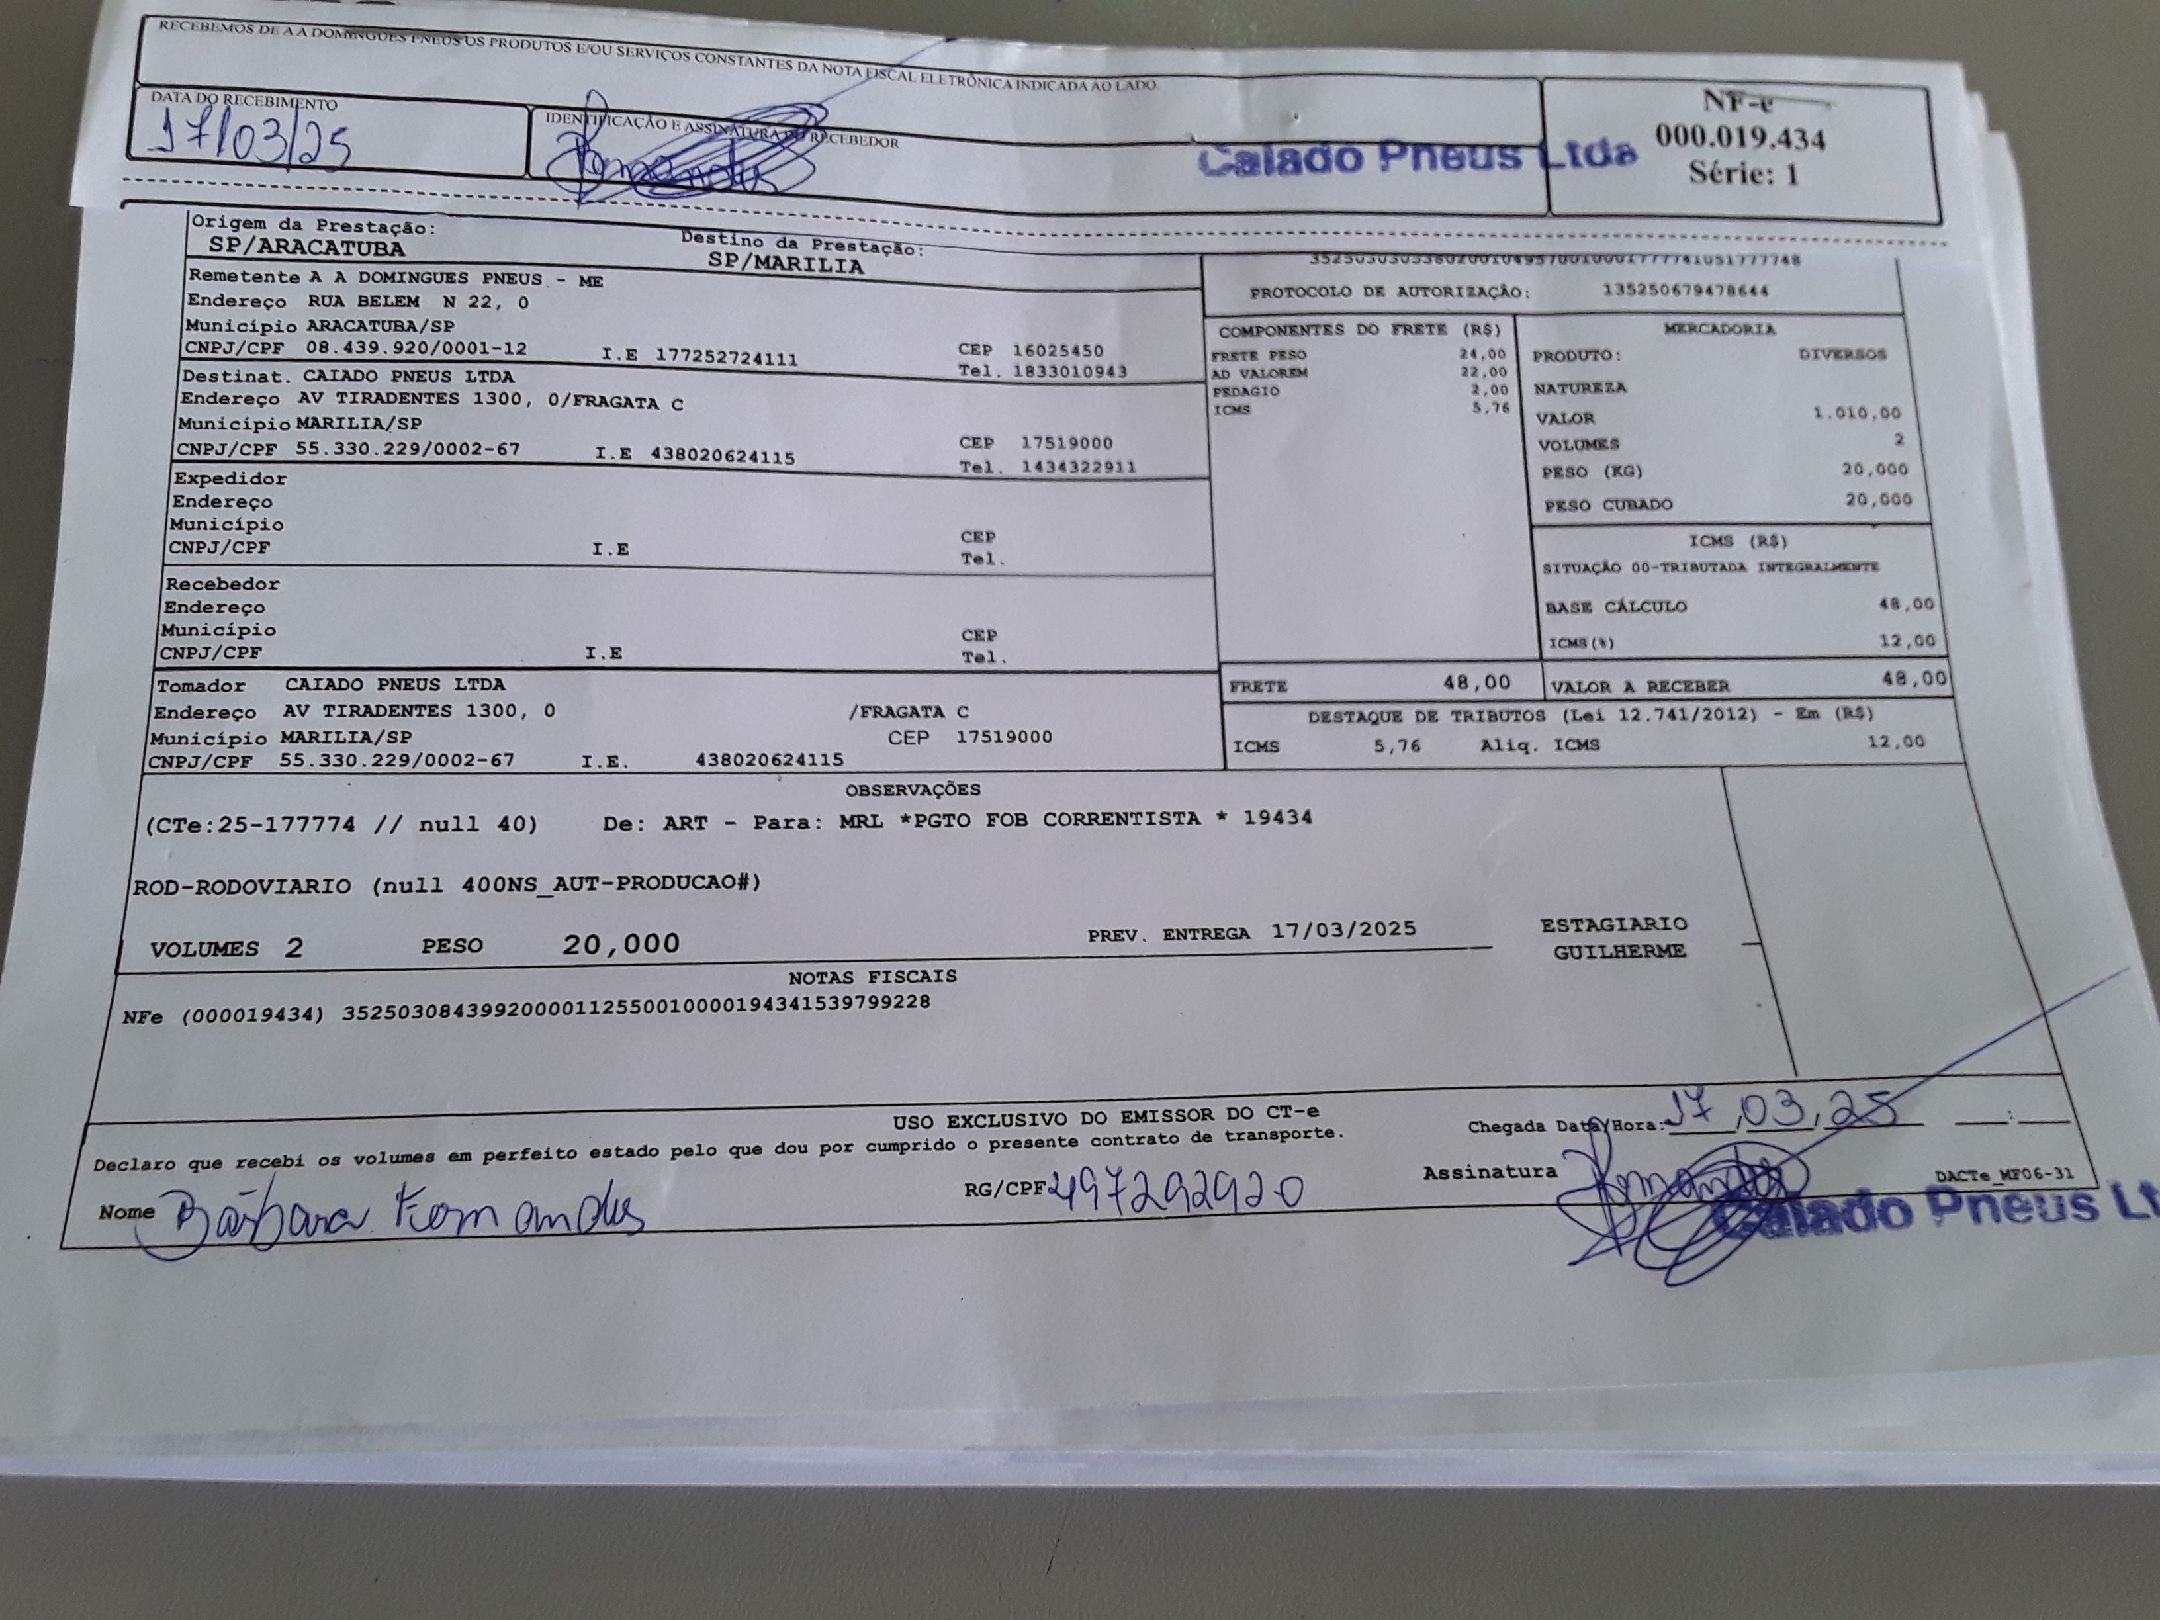 RECEBEMOS DE A A DOMINGUES PNEUS OS PRODUTOS E/OU SERVIÇOS CONSTANTES DA NOTA FISCAL ELETRÔNICA INDICADA AO LADO.
DATA DO RECEBIMENTO
17/03/25
IDENTIFICAÇÃO E ASSINATURA DO RECEBEDOR
Caiado Pneus Ltda
NF-e
000.019.434
Série: 1
Origem da Prestação:
SP/ARACATUBA
Destino da Prestação:
SP/MARILIA
Remetente A A DOMINGUES PNEUS - ME
Endereço RUA BELEM N 22, 0
Município ARACATUBA/SP
CNPJ/CPF 08.439.920/0001-12 I.E 177252724111
CEP 16025450
Tel. 1833010943
Destinat. CAIADO PNEUS LTDA
Endereço AV TIRADENTES 1300, 0/FRAGATA C
Município MARILIA/SP
CNPJ/CPF 55.330.229/0002-67 I.E 438020624115
CEP 17519000
Tel. 1434322911
Expedidor
Endereço
Município
CNPJ/CPF I.E
CEP
Tel.
Recebedor
Endereço
Município
CNPJ/CPF I.E
CEP
Tel.
Tomador CAIADO PNEUS LTDA
Endereço AV TIRADENTES 1300, 0 /FRAGATA C
Município MARILIA/SP CEP 17519000
CNPJ/CPF 55.330.229/0002-67 I.E. 438020624115
PROTOCOLO DE AUTORIZAÇÃO: 135250679478644
COMPONENTES DO FRETE (R$)
FRETE PESO 24,00
AD VALOREM 22,00
PEDAGIO 2,00
ICMS 5,76
MERCADORIA
PRODUTO: DIVERSOS
NATUREZA
VALOR 1.010,00
VOLUMES 2
PESO (KG) 20,000
PESO CUBADO 20,000
ICMS (R$)
SITUAÇÃO 00-TRIBUTADA INTEGRALMENTE
BASE CÁLCULO 48,00
ICMS(%) 12,00
FRETE 48,00 VALOR A RECEBER 48,00
DESTAQUE DE TRIBUTOS (Lei 12.741/2012) - Em (R$)
ICMS 5,76 Aliq. ICMS 12,00
OBSERVAÇÕES
(CTe:25-177774 // null 40) De: ART - Para: MRL *PGTO FOB CORRENTISTA * 19434
ROD-RODOVIARIO (null 400NS_AUT-PRODUCAO#)
VOLUMES 2 PESO 20,000 PREV. ENTREGA 17/03/2025
ESTAGIARIO
GUILHERME
NOTAS FISCAIS
NFe (000019434) 35250308439920000112550010000194341539799228
USO EXCLUSIVO DO EMISSOR DO CT-e
Declaro que recebi os volumes em perfeito estado pelo que dou por cumprido o presente contrato de transporte.
Chegada Data/Hora: 17,03,25 :
Nome Bárbara Fernandes RG/CPF 497292920 Assinatura
DACTe_MF06-31
Caiado Pneus Lt